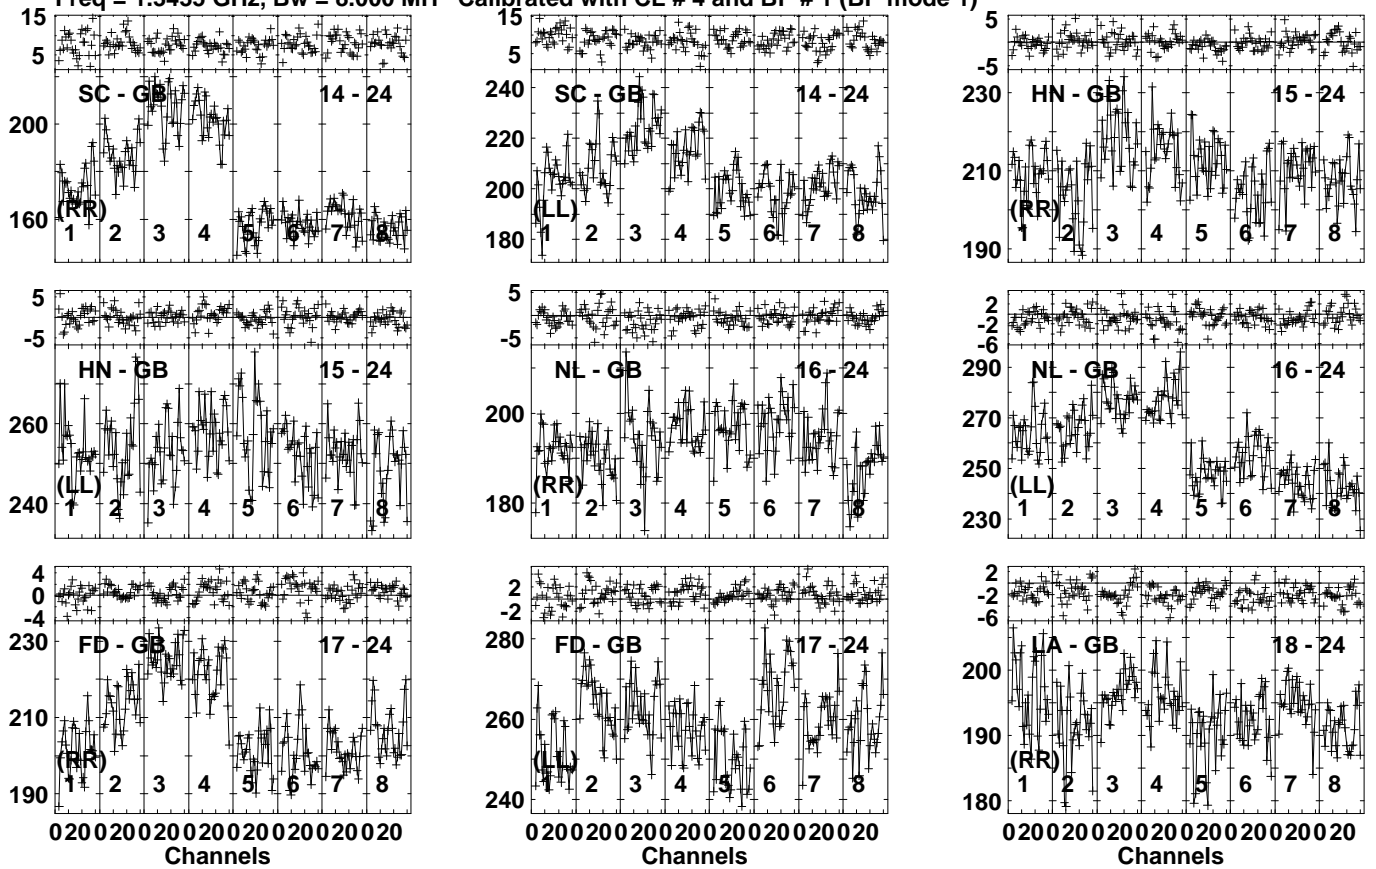 Freq = 1.3435 GHz, Bw = 8.000 MH Calibrated with CL # 4 and BP # 1 (BP mode 1)
15
5
SC - GB 14 - 24
200
160
(RR)
1 2 3 4 5 6 7 8
15
5
SC - GB 14 - 24
240
220
200
180
(LL)
1 2 3 4 5 6 7 8
5
-5
HN - GB 15 - 24
230
210
190
(RR)
1 2 3 4 5 6 7 8
5
-5
HN - GB 15 - 24
260
240
(LL)
1 2 3 4 5 6 7 8
5
-5
NL - GB 16 - 24
200
180
(RR)
1 2 3 4 5 6 7 8
2
-2
-6
NL - GB 16 - 24
290
270
250
230
(LL)
1 2 3 4 5 6 7 8
4
0
-4
FD - GB 17 - 24
230
210
190
(RR)
1 2 3 4 5 6 7 8
0 20 0 20 0 20 0 20 0 20 0 20 0 20 0 20
Channels
2
-2
FD - GB 17 - 24
280
260
240
(LL)
1 2 3 4 5 6 7 8
0 20 0 20 0 20 0 20 0 20 0 20 0 20 0 20
Channels
2
-2
-6
LA - GB 18 - 24
200
190
180
(RR)
1 2 3 4 5 6 7 8
0 20 0 20 0 20 0 20 0 20 0 20 0 20 0 20
Channels